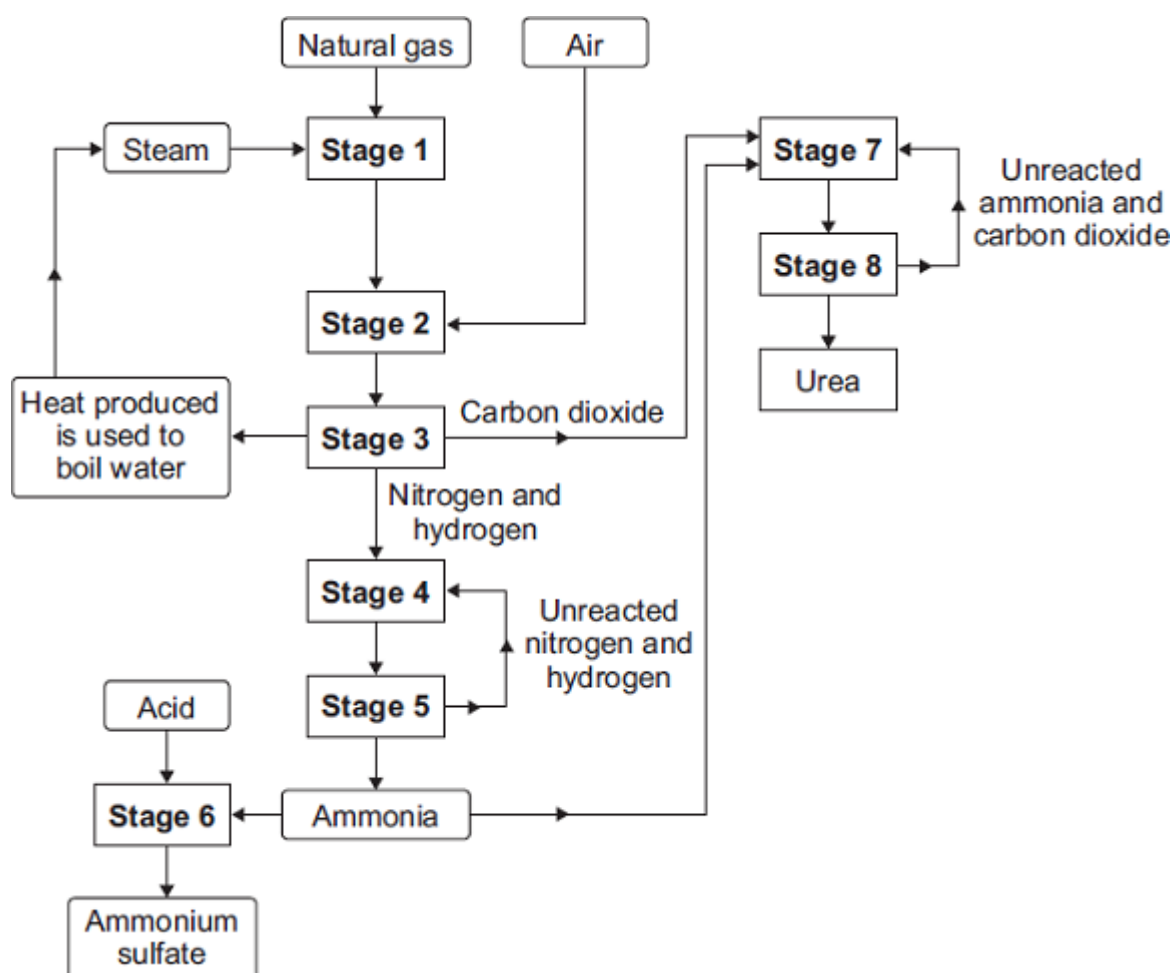 Natural gas
Air
Steam
Stage 1
Stage 7
Unreacted
ammonia and
carbon dioxide
Stage 8
Stage 2
Urea
Heat produced
is used to
boil water
Stage 3
Carbon dioxide
Nitrogen and
hydrogen
Stage 4
Unreacted
nitrogen and
hydrogen
Stage 5
Acid
Stage 6
Ammonia
Ammonium
sulfate